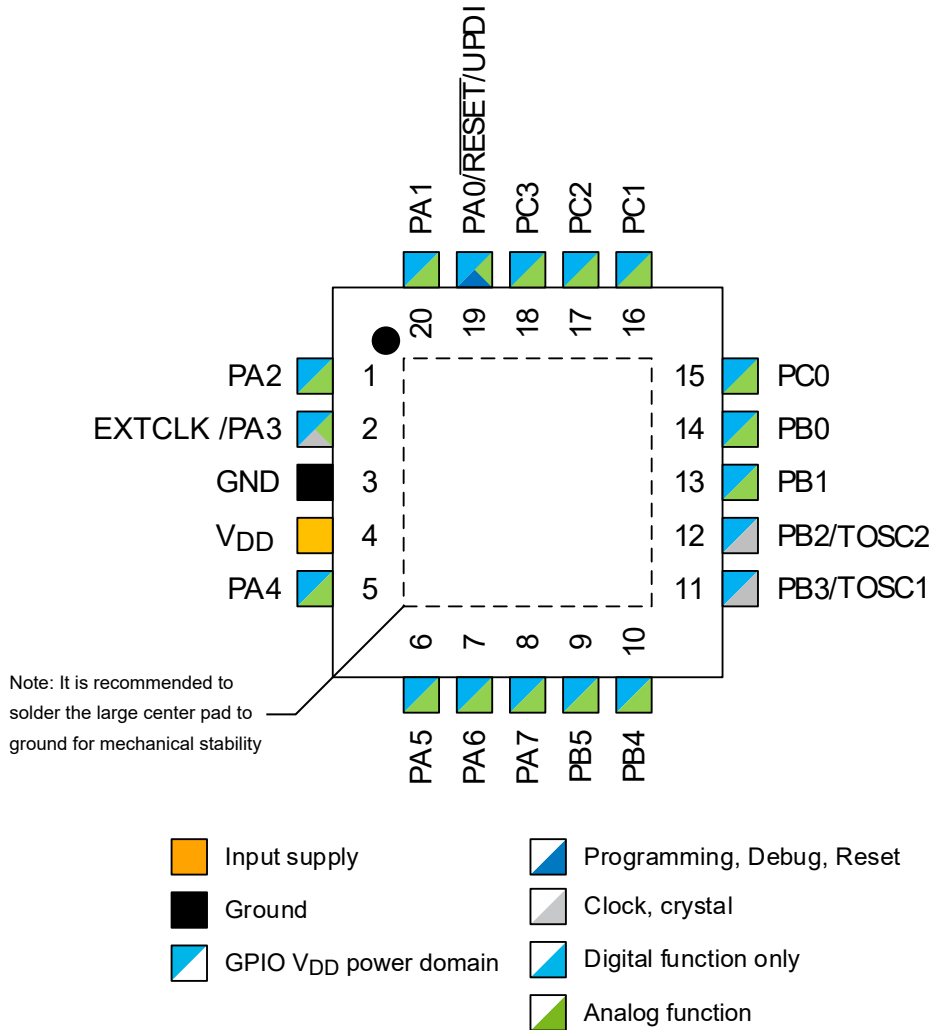 PA1
PA0/RESET/UPDI
PC3
PC2
PC1
20
19
18
17
16
PA2 1
EXTCLK /PA3 2
GND 3
VDD 4
PA4 5
15 PC0
14 PB0
13 PB1
12 PB2/TOSC2
11 PB3/TOSC1
6
7
8
9
10
PA5
PA6
PA7
PB5
PB4
Note: It is recommended to
solder the large center pad to
ground for mechanical stability
Input supply
Ground
GPIO VDD power domain
Programming, Debug, Reset
Clock, crystal
Digital function only
Analog function